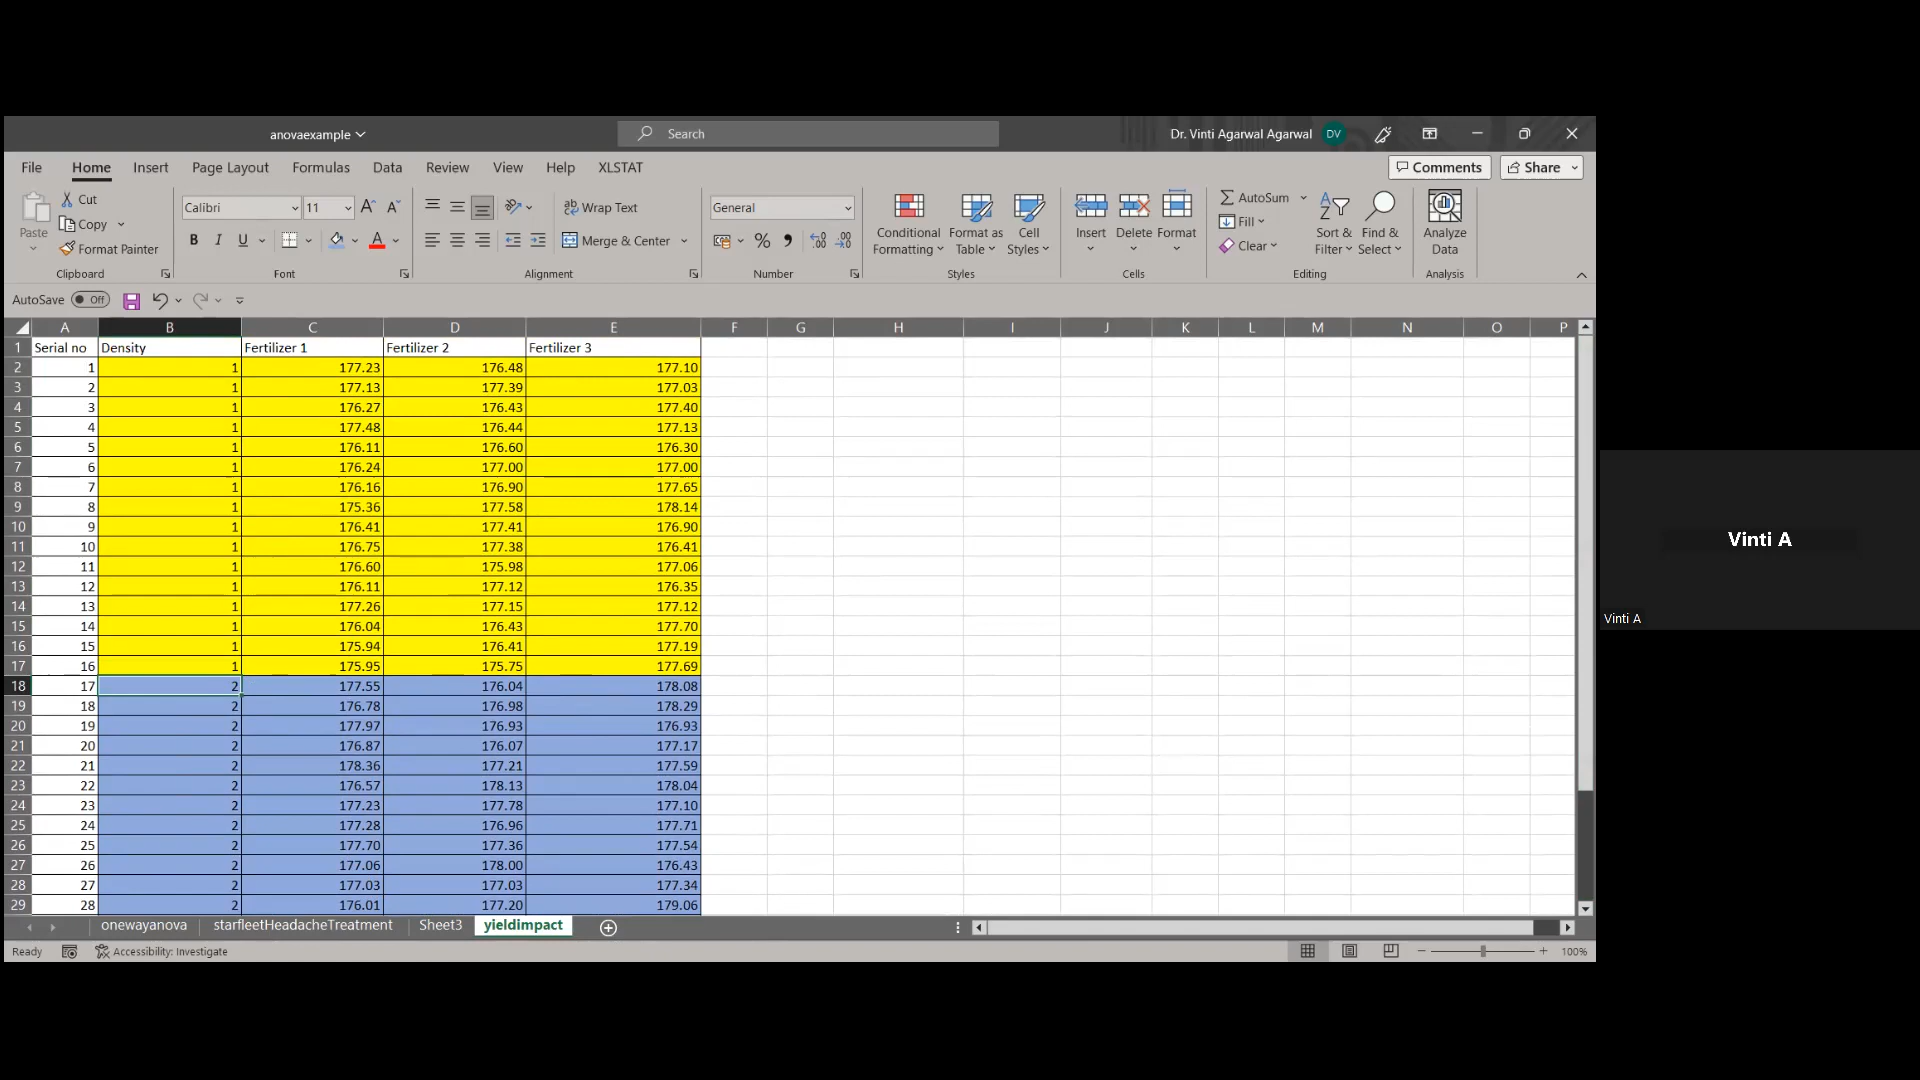 anovaexample
Search
Dr. Vinti Agarwal Agarwal DV
File Home Insert Page Layout Formulas Data Review View Help XLSTAT Comments Share
Paste Cut Copy Format Painter Clipboard
Calibri 11 B I U A Font
ab Wrap Text Merge & Center Alignment
General % Number
Conditional Formatting Format as Table Cell Styles Styles
Insert Delete Format Cells
AutoSum Fill Clear Sort & Filter Find & Select Editing
Analyze Data Analysis
AutoSave Off
A B C D E F G H I J K L M N O P
1 Serial no Density Fertilizer 1 Fertilizer 2 Fertilizer 3
2 1 1 177.23 176.48 177.10
3 2 1 177.13 177.39 177.03
4 3 1 176.27 176.43 177.40
5 4 1 177.48 176.44 177.13
6 5 1 176.11 176.60 176.30
7 6 1 176.24 177.00 177.00
8 7 1 176.16 176.90 177.65
9 8 1 175.36 177.58 178.14
10 9 1 176.41 177.41 176.90
11 10 1 176.75 177.38 176.41
12 11 1 176.60 175.98 177.06
13 12 1 176.11 177.12 176.35
14 13 1 177.26 177.15 177.12
15 14 1 176.04 176.43 177.70
16 15 1 175.94 176.41 177.19
17 16 1 175.95 175.75 177.69
18 17 2 177.55 176.04 178.08
19 18 2 176.78 176.98 178.29
20 19 2 177.97 176.93 176.93
21 20 2 176.87 176.07 177.17
22 21 2 178.36 177.21 177.59
23 22 2 176.57 178.13 178.04
24 23 2 177.23 177.78 177.10
25 24 2 177.28 176.96 177.71
26 25 2 177.70 177.36 177.54
27 26 2 177.06 178.00 176.43
28 27 2 177.03 177.03 177.34
29 28 2 176.01 177.20 179.06
onewayanova starfleetHeadacheTreatment Sheet3 yieldimpact
Ready Accessibility: Investigate 100%
Vinti A
Vinti A